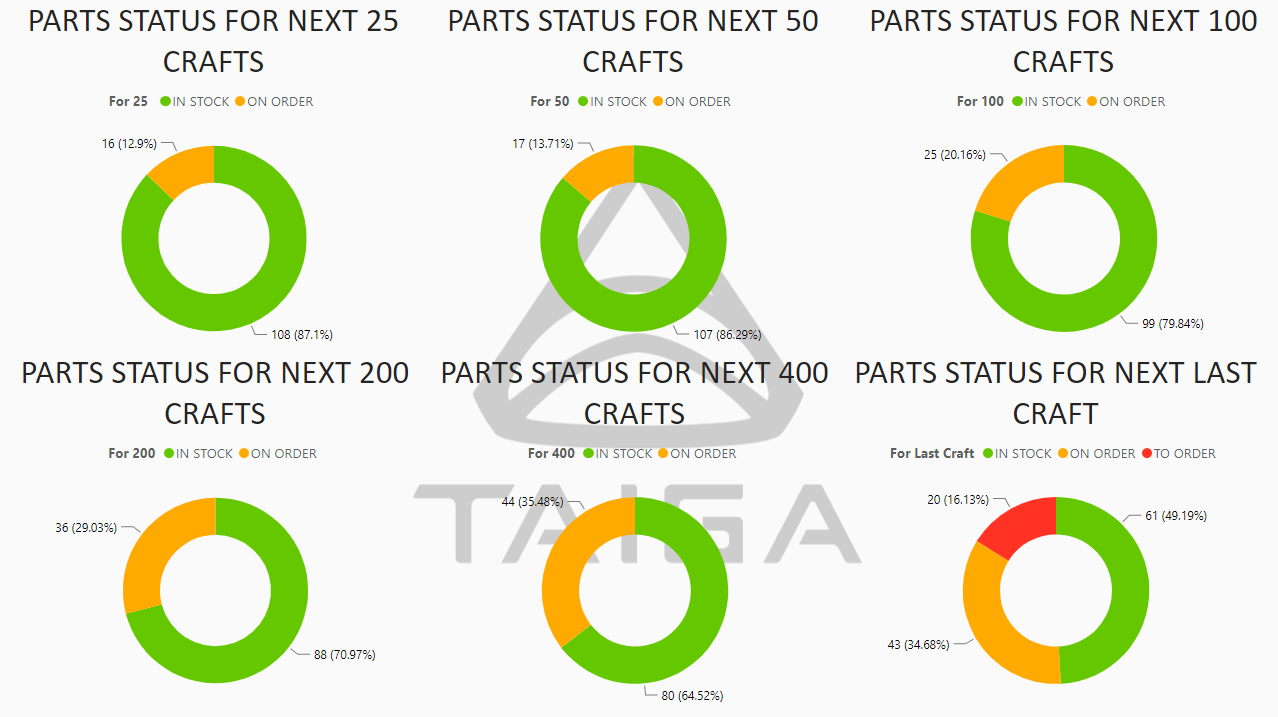 PARTS STATUS FOR NEXT 25
CRAFTS
For 25 IN STOCK ON ORDER
16 (12.9%)
108 (87.1%)
PARTS STATUS FOR NEXT 50
CRAFTS
For 50 IN STOCK ON ORDER
17 (13.71%)
107 (86.29%)
PARTS STATUS FOR NEXT 100
CRAFTS
For 100 IN STOCK ON ORDER
25 (20.16%)
99 (79.84%)
PARTS STATUS FOR NEXT 200
CRAFTS
For 200 IN STOCK ON ORDER
36 (29.03%)
88 (70.97%)
PARTS STATUS FOR NEXT 400
CRAFTS
For 400 IN STOCK ON ORDER
44 (35.48%)
80 (64.52%)
PARTS STATUS FOR NEXT LAST
CRAFT
For Last Craft IN STOCK ON ORDER TO ORDER
20 (16.13%)
61 (49.19%)
43 (34.68%)
TAIGA